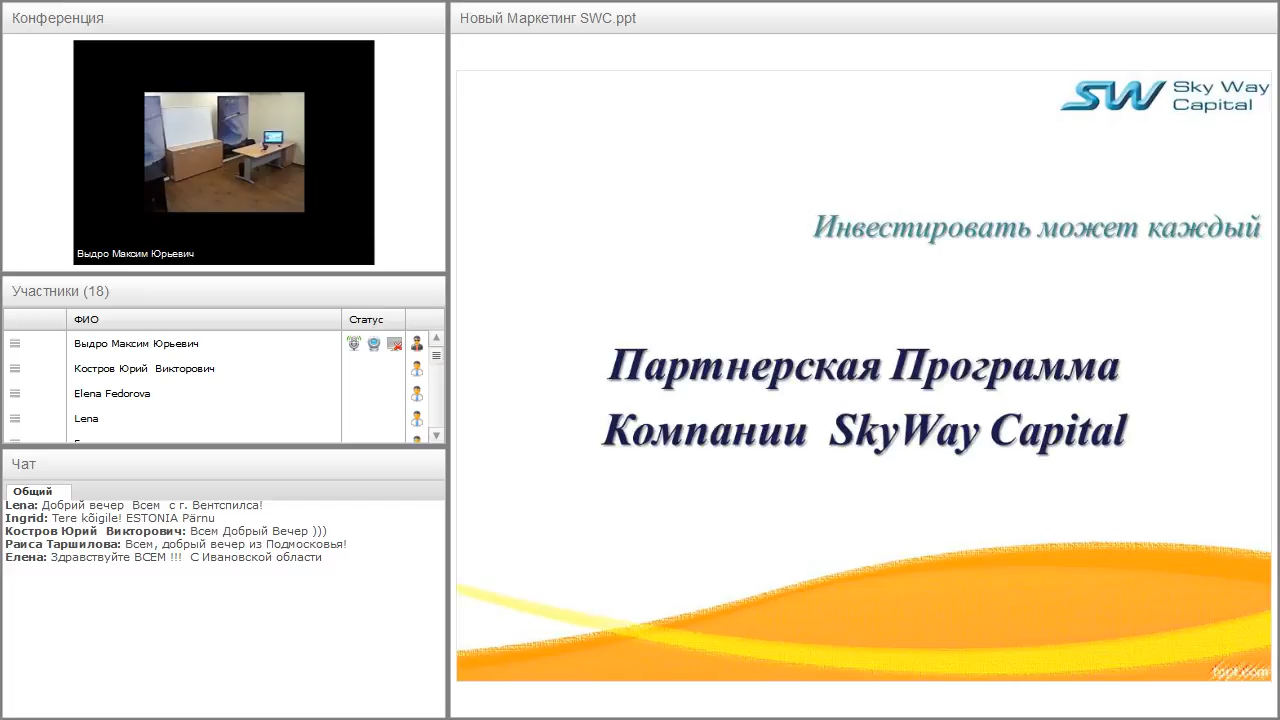 Конференция
Выдро Максим Юрьевич
Участники (18)
ФИО
Статус
Выдро Максим Юрьевич
Костров Юрий Викторович
Elena Fedorova
Lena
Чат
Общий
Lena: Добрий вечер Всем с г. Вентспилса!
Ingrid: Tere kõigile! ESTONIA Pärnu
Костров Юрий Викторович: Всем Добрый Вечер )))
Раиса Таршилова: Всем, добрый вечер из Подмосковья!
Елена: Здравствуйте ВСЕМ !!! С Ивановской области
Новый Маркетинг SWC.ppt
SW Sky Way
Capital
Инвестировать может каждый
Партнерская Программа
Компании SkyWay Capital